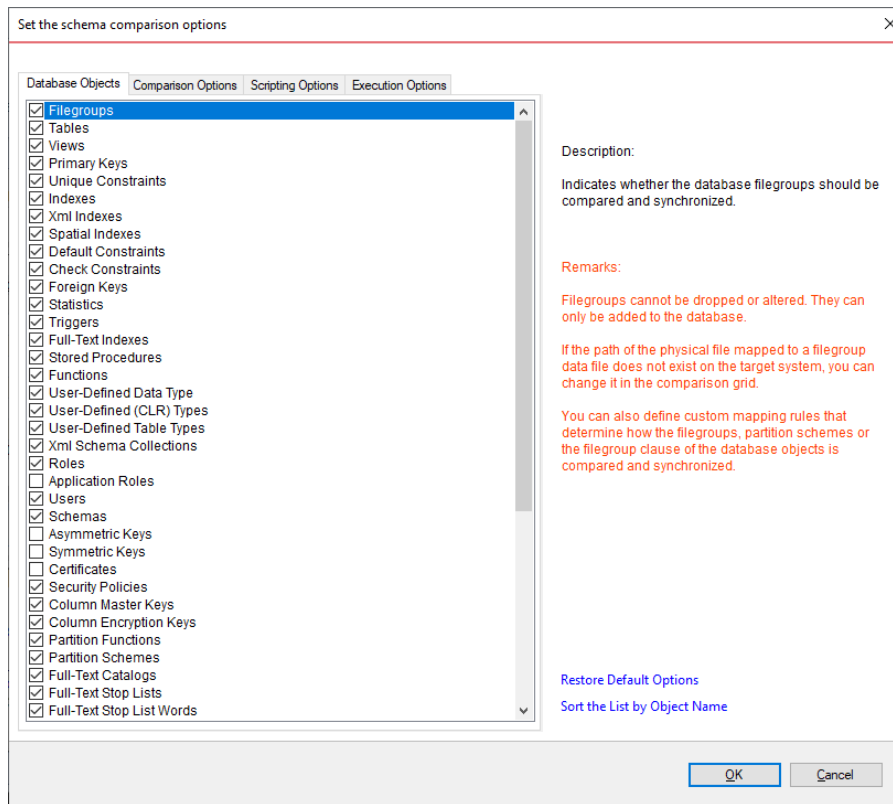 Set the schema comparison options
Database Objects
Comparison Options
Scripting Options
Execution Options
Filegroups
Tables
Views
Primary Keys
Unique Constraints
Indexes
Xml Indexes
Spatial Indexes
Default Constraints
Check Constraints
Foreign Keys
Statistics
Triggers
Full-Text Indexes
Stored Procedures
Functions
User-Defined Data Type
User-Defined (CLR) Types
User-Defined Table Types
Xml Schema Collections
Roles
Application Roles
Users
Schemas
Asymmetric Keys
Symmetric Keys
Certificates
Security Policies
Column Master Keys
Column Encryption Keys
Partition Functions
Partition Schemes
Full-Text Catalogs
Full-Text Stop Lists
Full-Text Stop List Words
Description:
Indicates whether the database filegroups should be
compared and synchronized.
Remarks:
Filegroups cannot be dropped or altered. They can
only be added to the database.
If the path of the physical file mapped to a filegroup
data file does not exist on the target system, you can
change it in the comparison grid.
You can also define custom mapping rules that
determine how the filegroups, partition schemes or
the filegroup clause of the database objects is
compared and synchronized.
Restore Default Options
Sort the List by Object Name
OK
Cancel